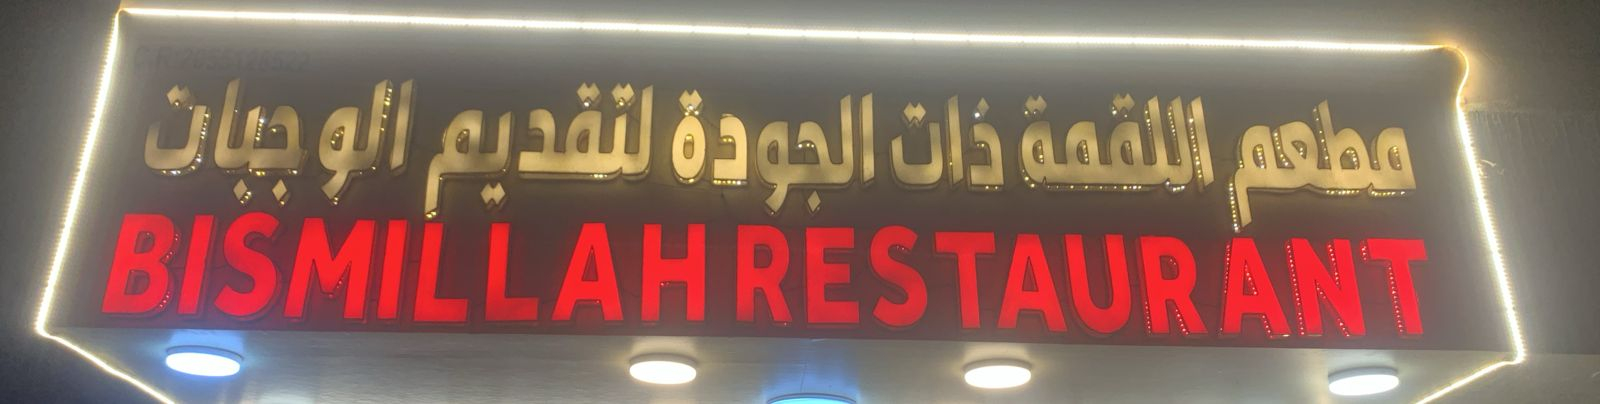 مطعم اللقمة ذات الجودة لتقديم الوجبات
BISMILLAH RESTAURANT